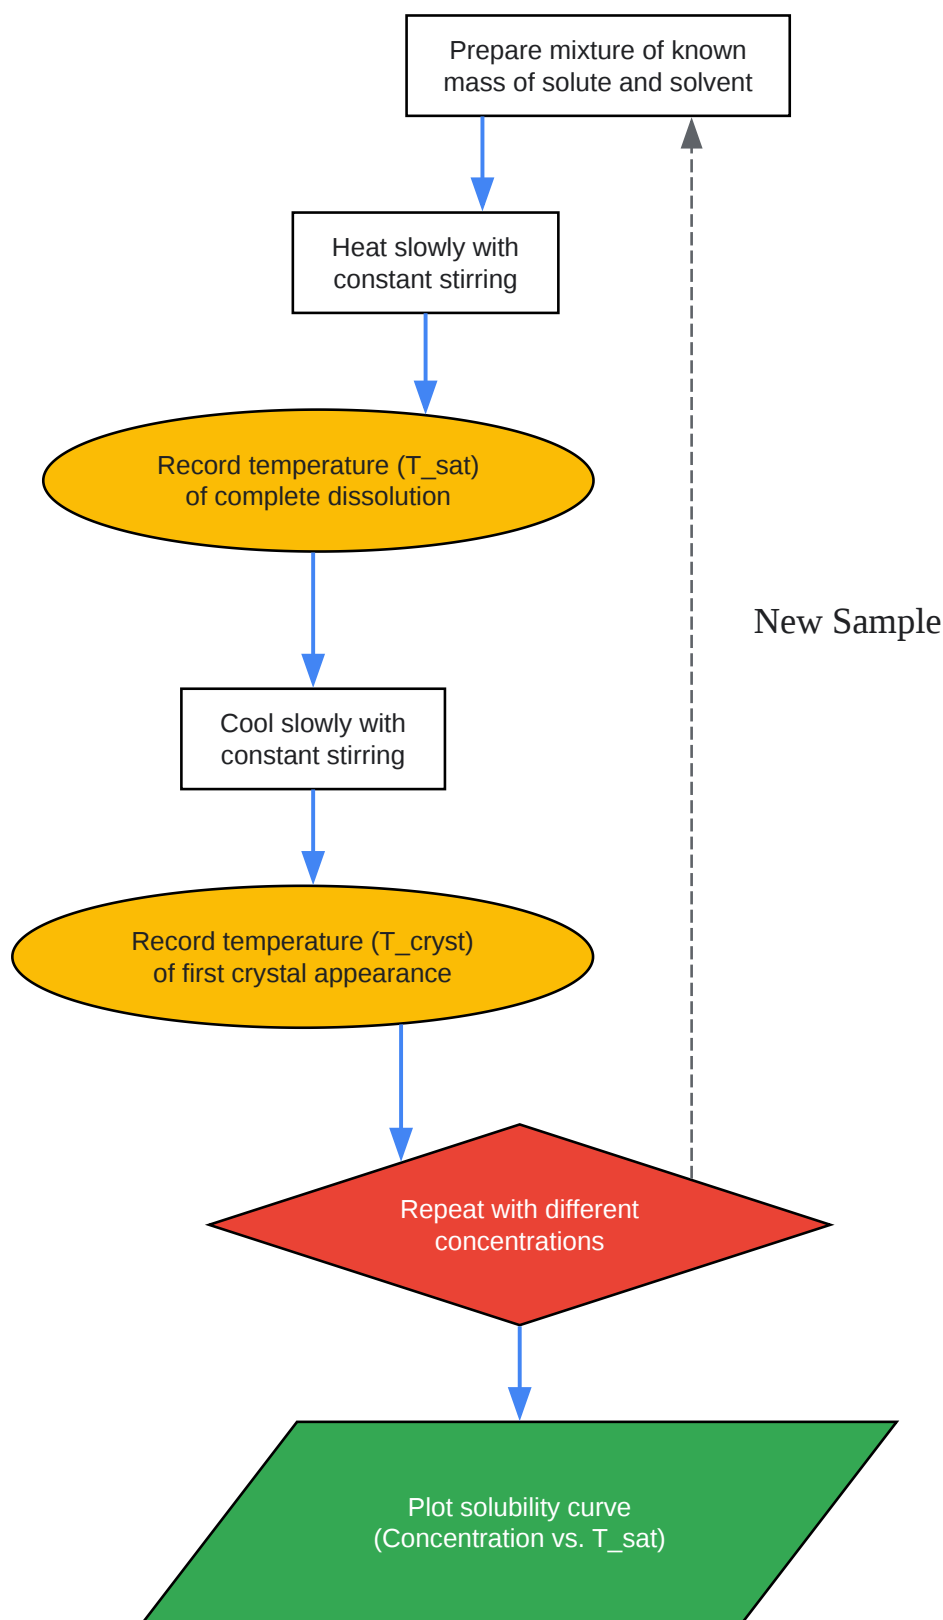 Prepare mixture of known
mass of solute and solvent
Heat slowly with
constant stirring
Record temperature (T_sat)
of complete dissolution
New Sample
Cool slowly with
constant stirring
Record temperature (T_cryst)
of first crystal appearance
Repeat with different
concentrations
Plot solubility curve
(Concentration vs. T_sat)